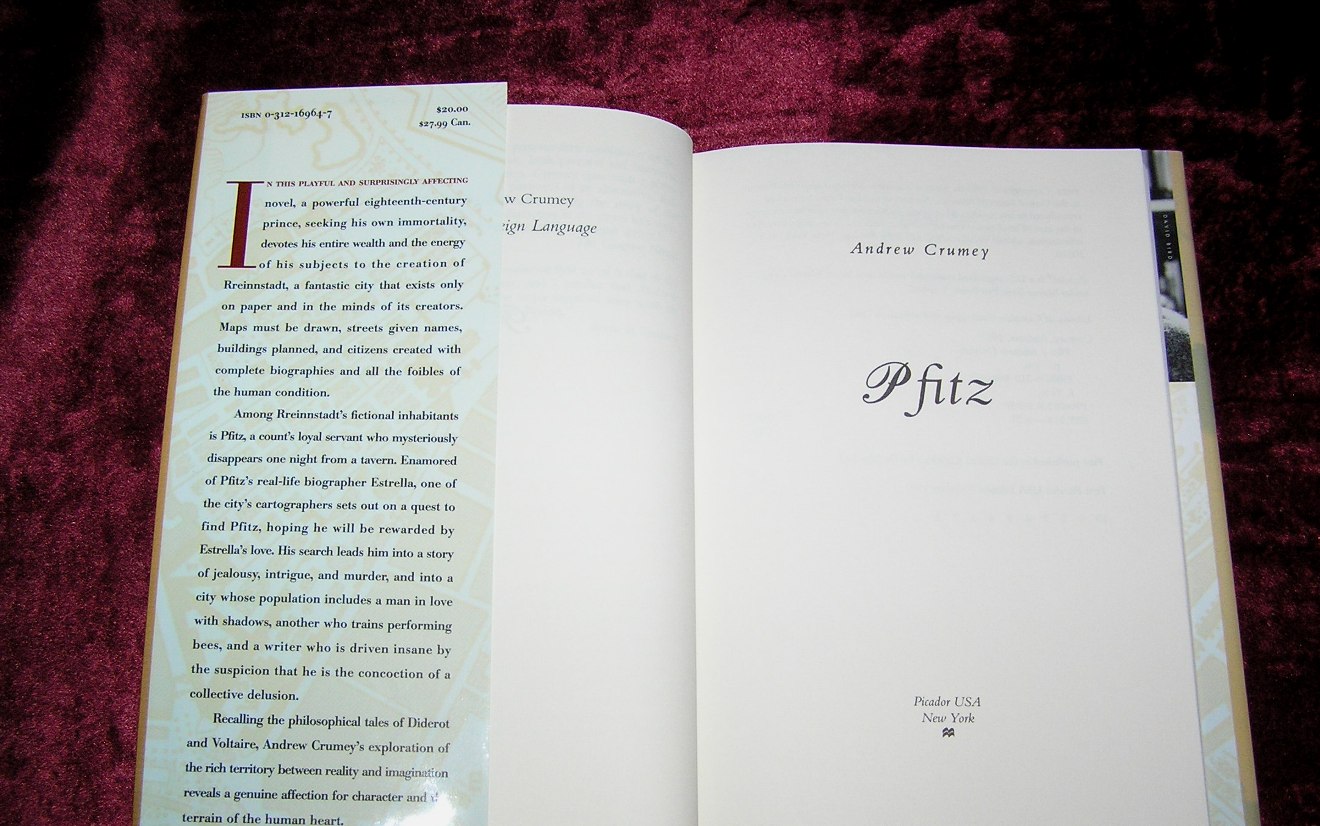 ISBN 0-312-16964-7
$20.00
$27.99 Can.
IN THIS PLAYFUL AND SURPRISINGLY AFFECTING
novel, a powerful eighteenth-century
prince, seeking his own immortality,
devotes his entire wealth and the energy
of his subjects to the creation of
Rreinnstadt, a fantastic city that exists only
on paper and in the minds of its creators.
Maps must be drawn, streets given names,
buildings planned, and citizens created with
complete biographies and all the foibles of
the human condition.
Among Rreinnstadt's fictional inhabitants
is Pfitz, a count's loyal servant who mysteriously
disappears one night from a tavern. Enamored
of Pfitz's real-life biographer Estrella, one of
the city's cartographers sets out on a quest to
find Pfitz, hoping he will be rewarded by
Estrella's love. His search leads him into a story
of jealousy, intrigue, and murder, and into a
city whose population includes a man in love
with shadows, another who trains performing
bees, and a writer who is driven insane by
the suspicion that he is the concoction of a
collective delusion.
Recalling the philosophical tales of Diderot
and Voltaire, Andrew Crumey's exploration of
the rich territory between reality and imagination
reveals a genuine affection for character and
terrain of the human heart.
w Crumey
eign Language
Andrew Crumey
Pfitz
Picador USA
New York
DAVID BIRD